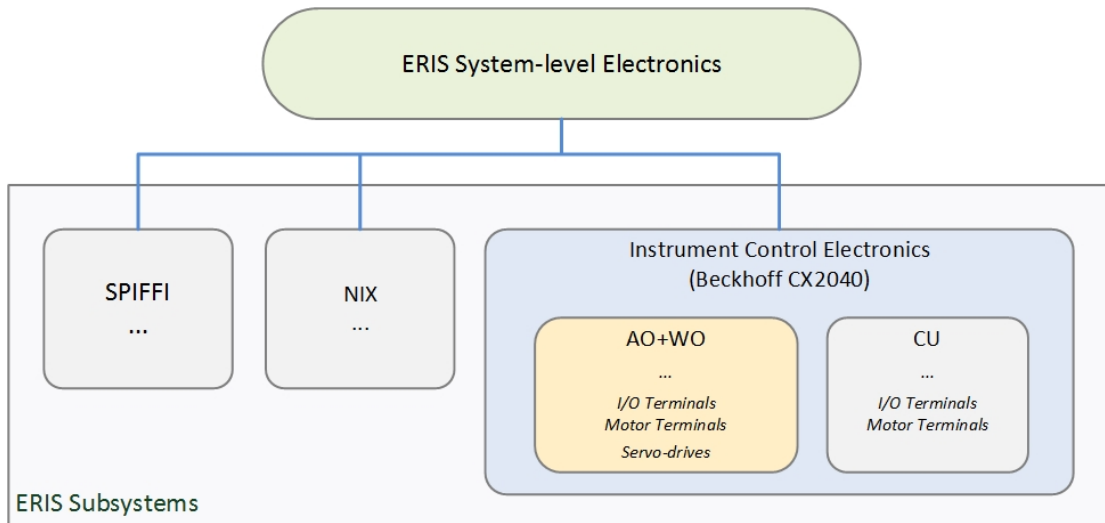 ERIS System-level Electronics
SPIFFI
...
NIX
...
Instrument Control Electronics
(Beckhoff CX2040)
AO+WO
...
I/O Terminals
Motor Terminals
Servo-drives
CU
...
I/O Terminals
Motor Terminals
ERIS Subsystems